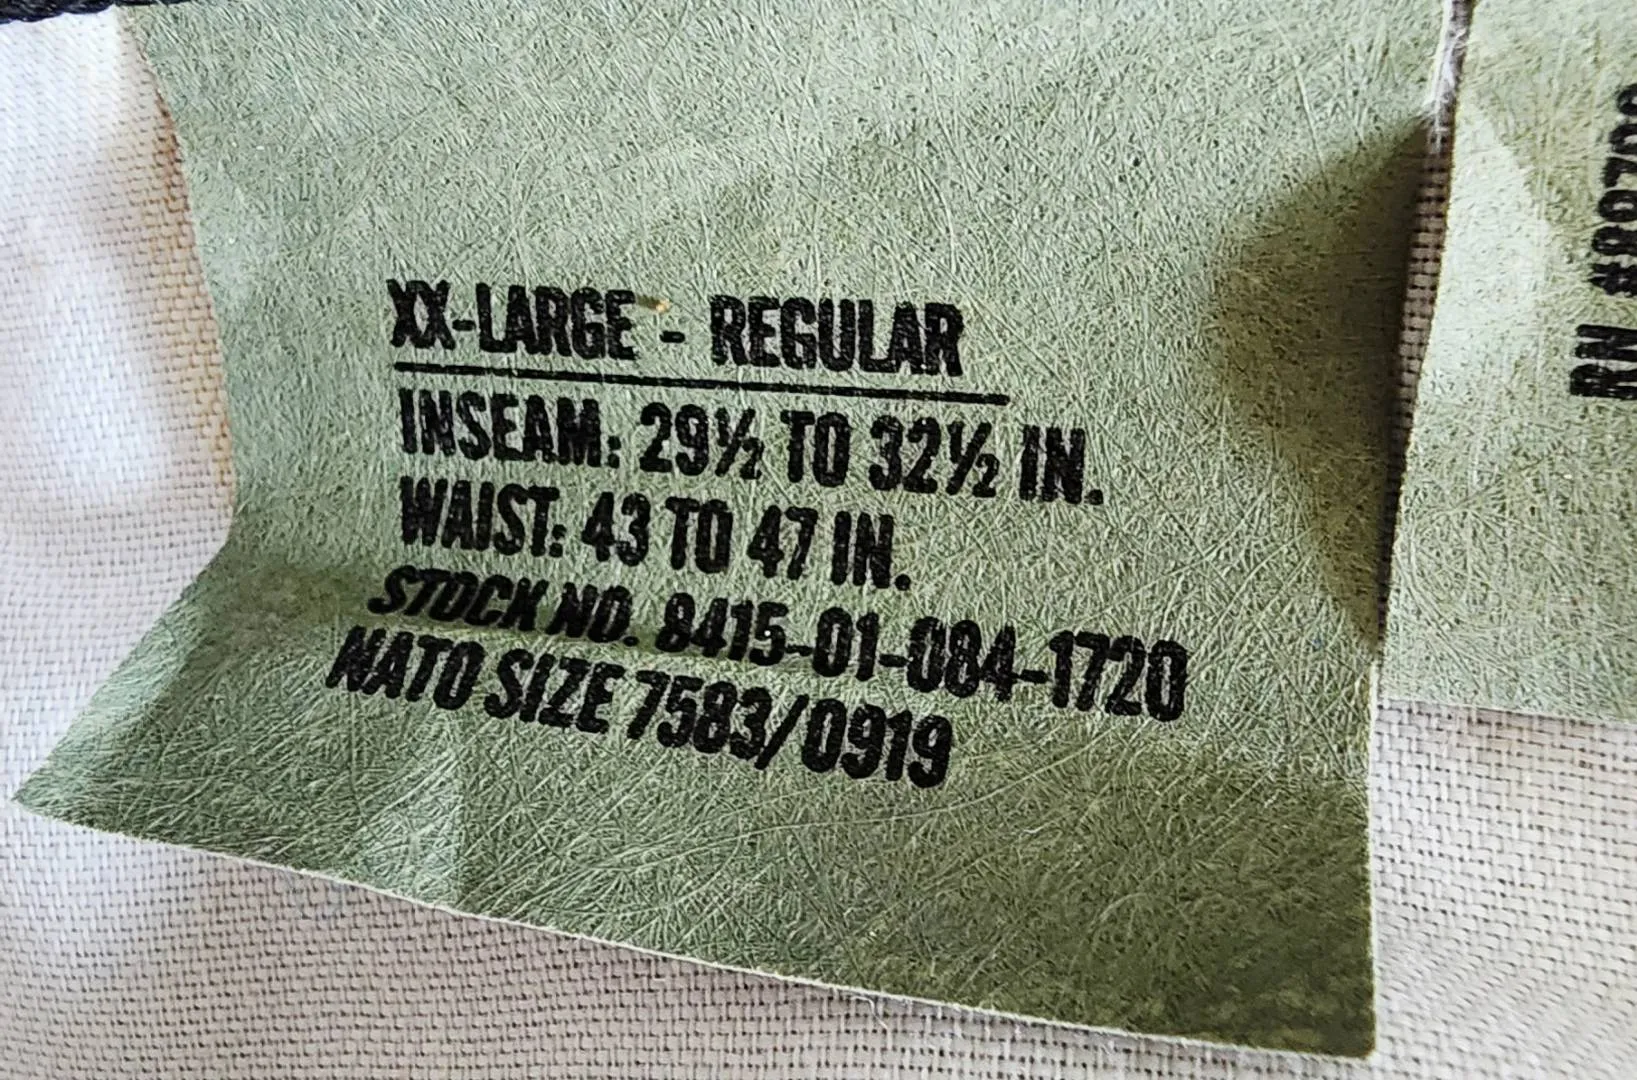 XX-LARGE - REGULAR
INSEAM: 29½ TO 32½ IN.
WAIST: 43 TO 47 IN.
STOCK NO. 8415-01-084-1720
NATO SIZE 7583/0919
RN